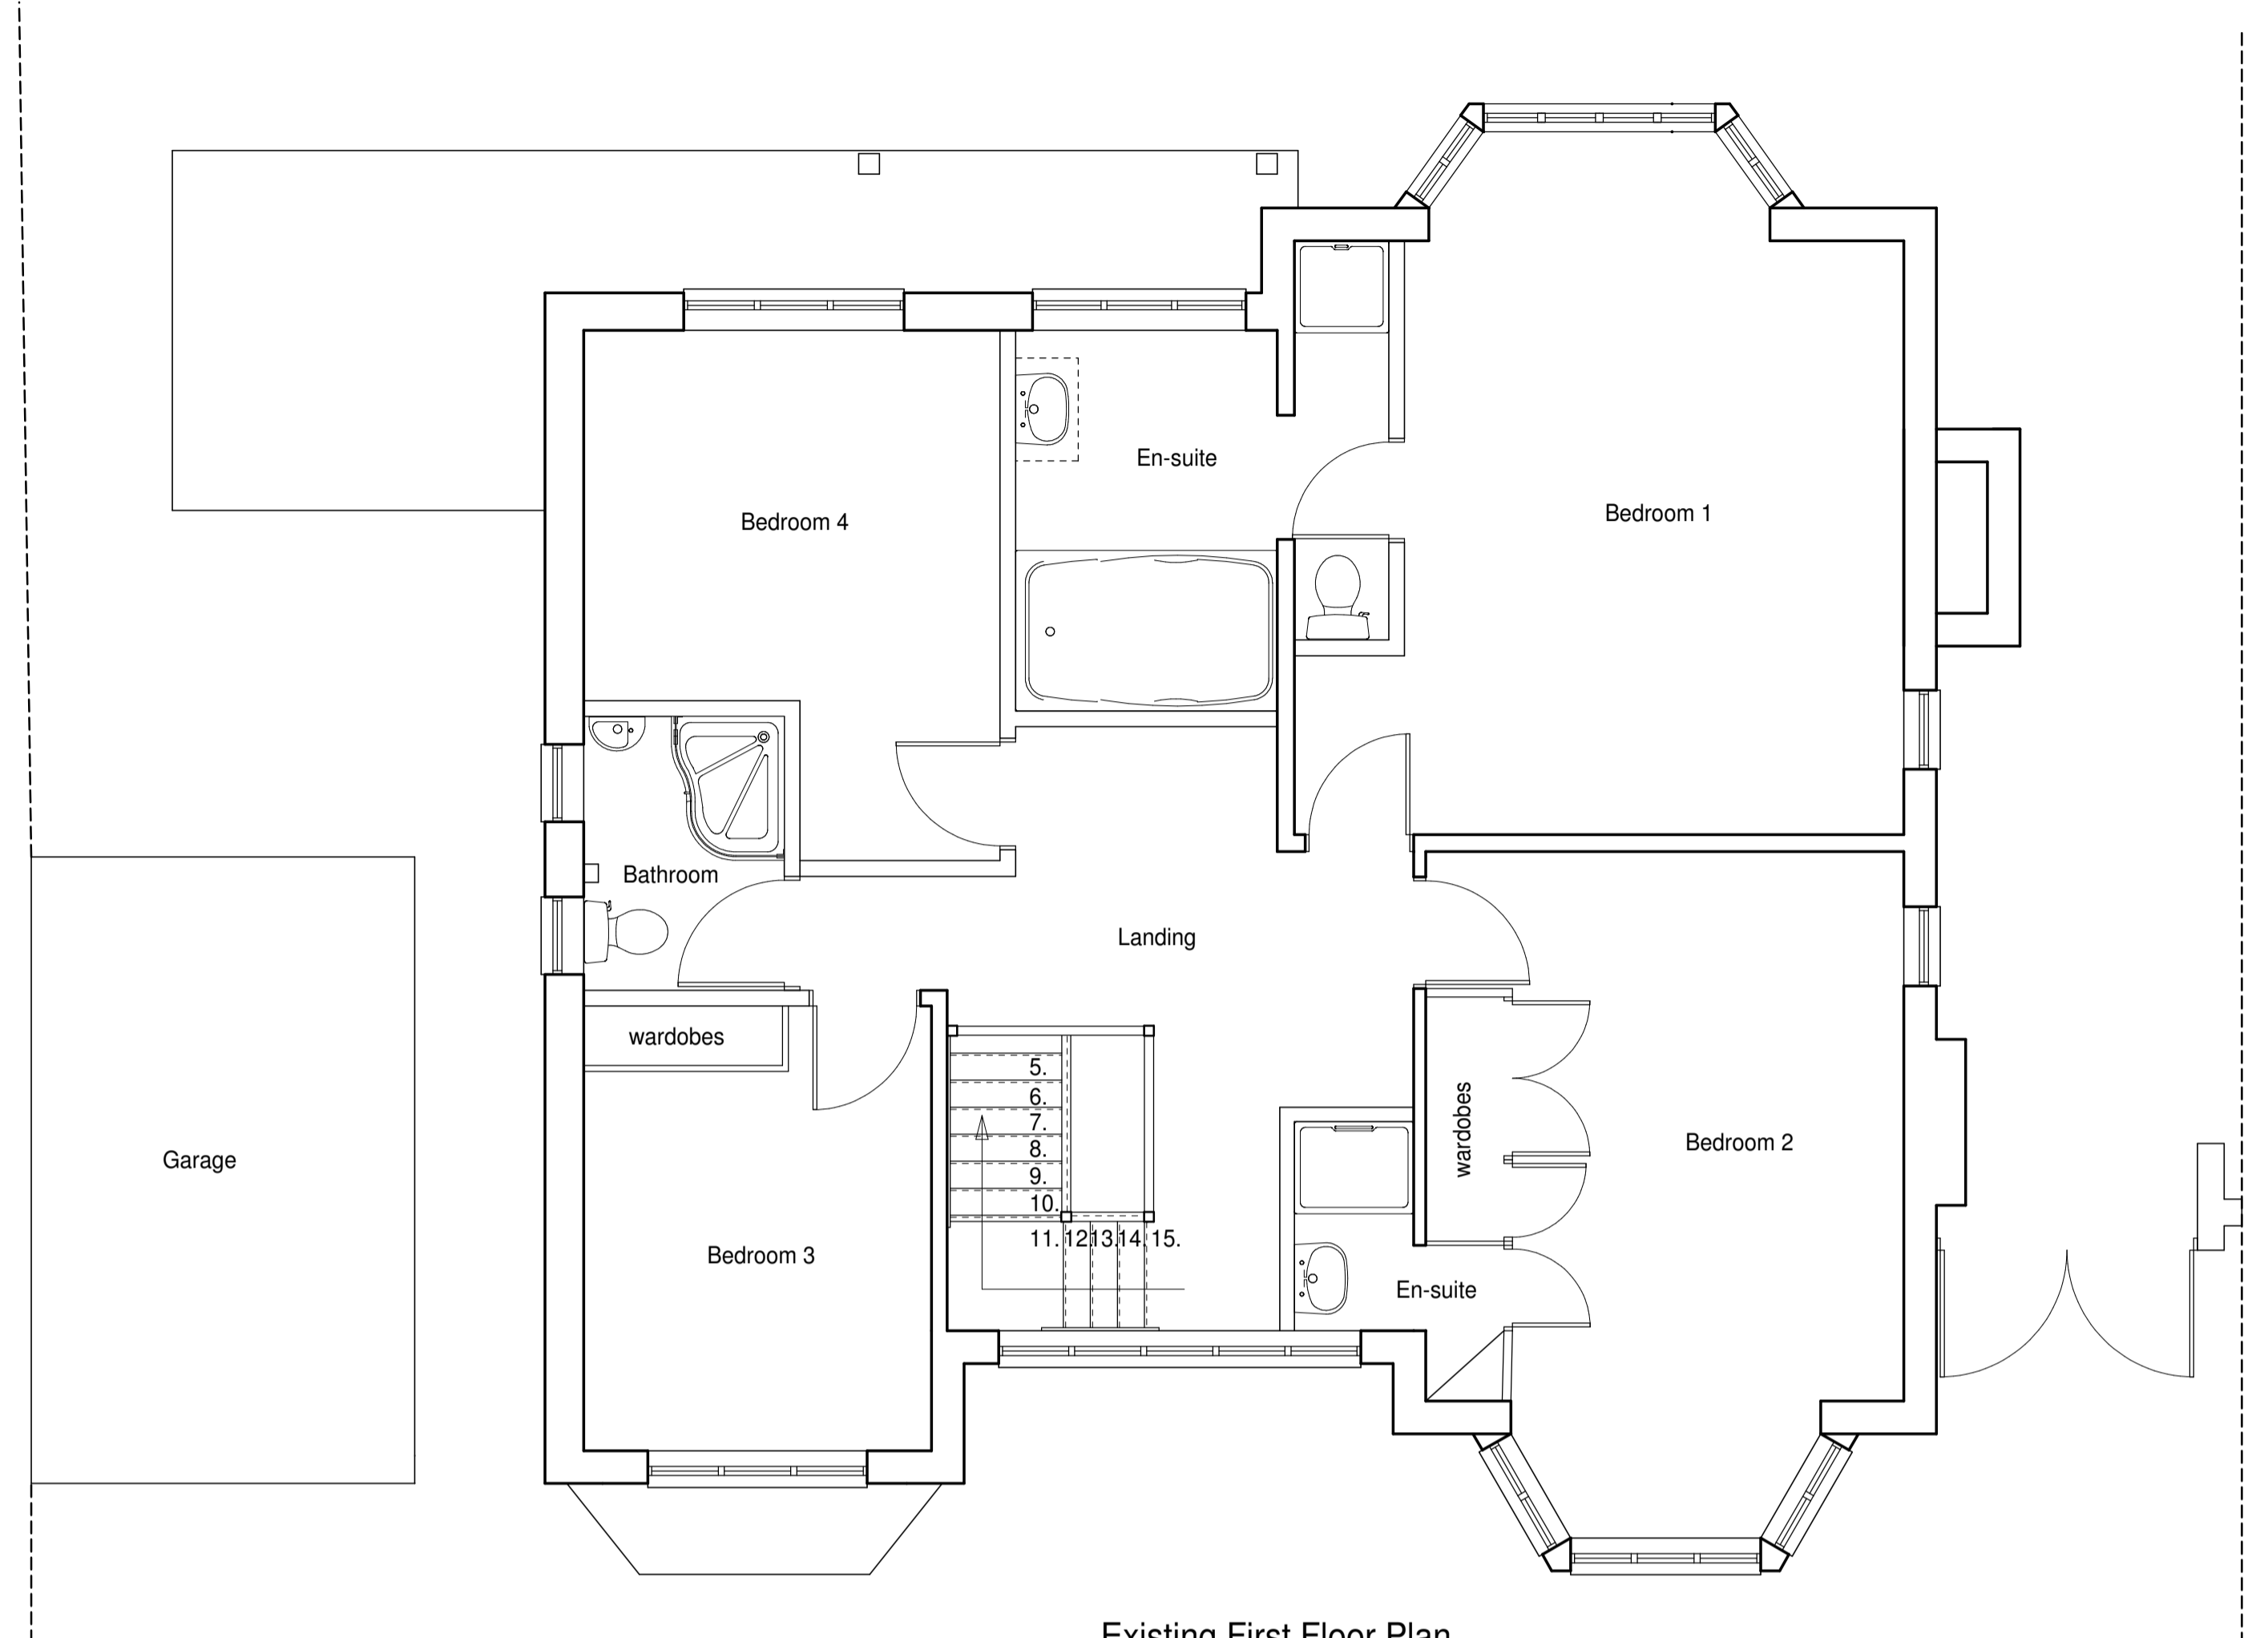 En-suite
Bedroom 1
Bedroom 4
Bathroom
Landing
wardobes
5.
6.
7.
8.
9.
10.
11. 12 13. 14. 15.
wardobes
Bedroom 2
Garage
Bedroom 3
En-suite
Existing First Floor Plan